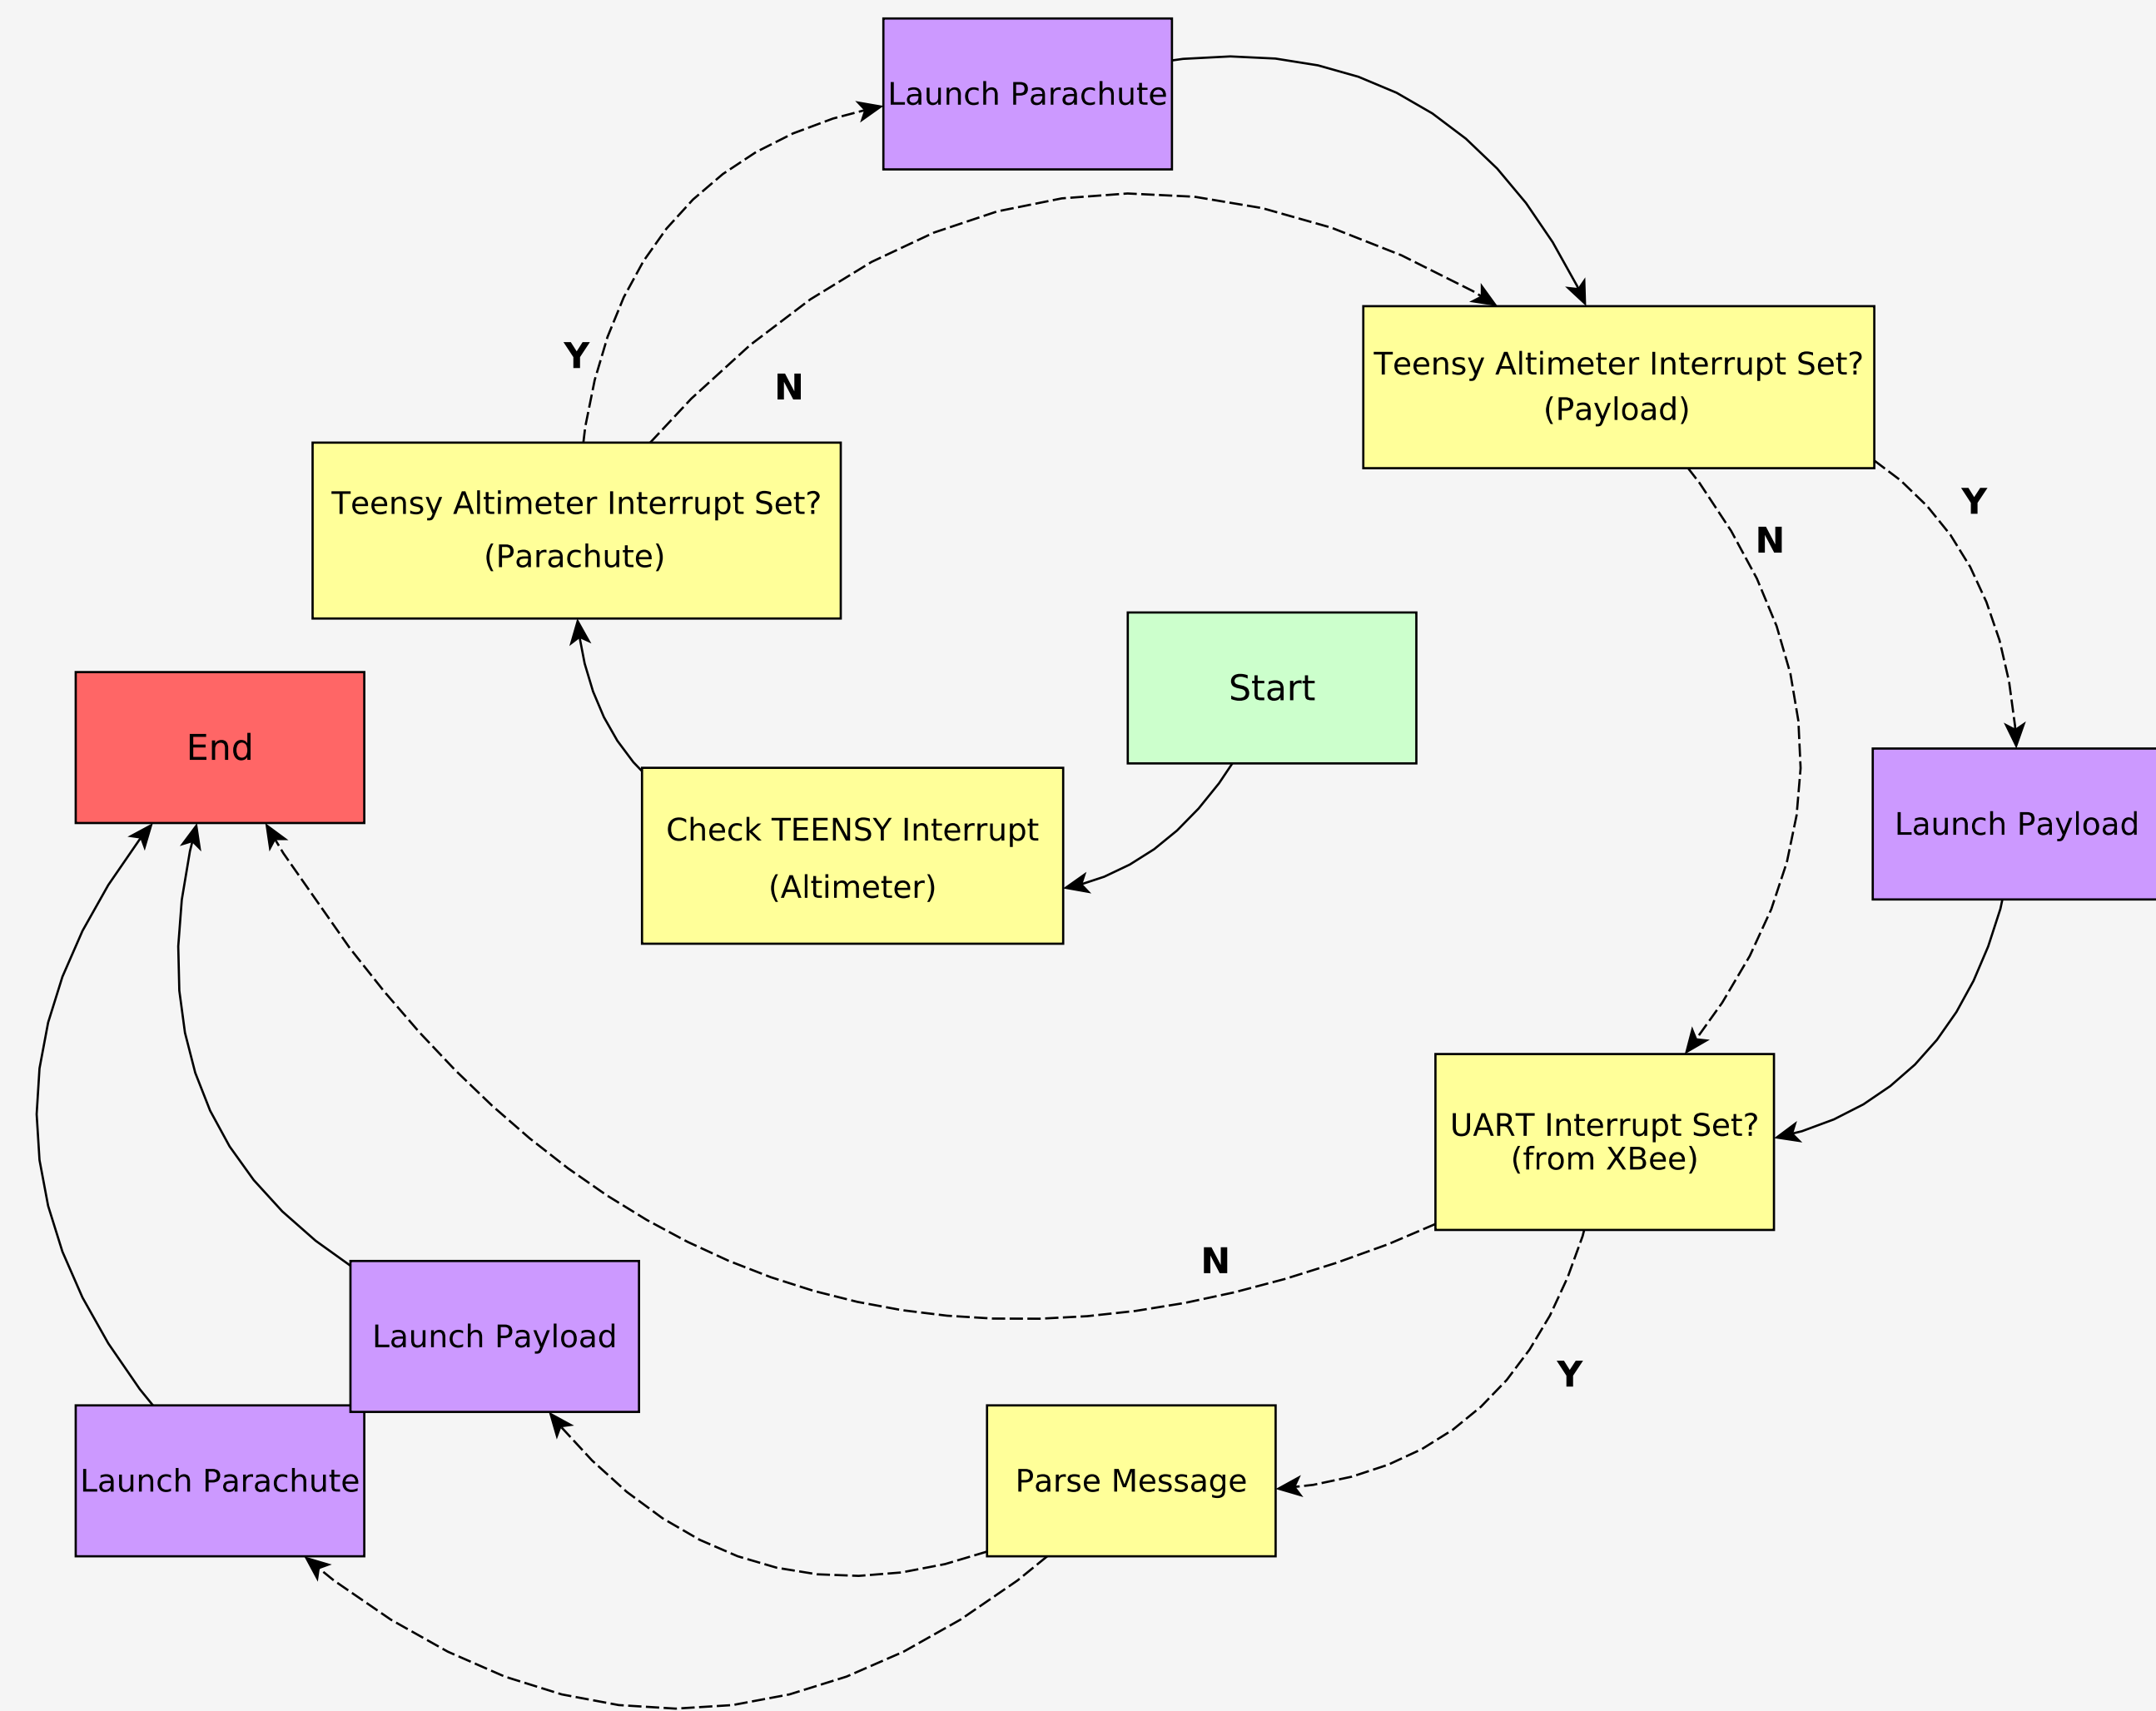 Launch Parachute
Y
N
Teensy Altimeter Interrupt Set?
(Payload)
Teensy Altimeter Interrupt Set?
(Parachute)
Y
N
Start
End
Check TEENSY Interrupt
(Altimeter)
Launch Payload
UART Interrupt Set?
(from XBee)
N
Launch Payload
Y
Launch Parachute
Parse Message